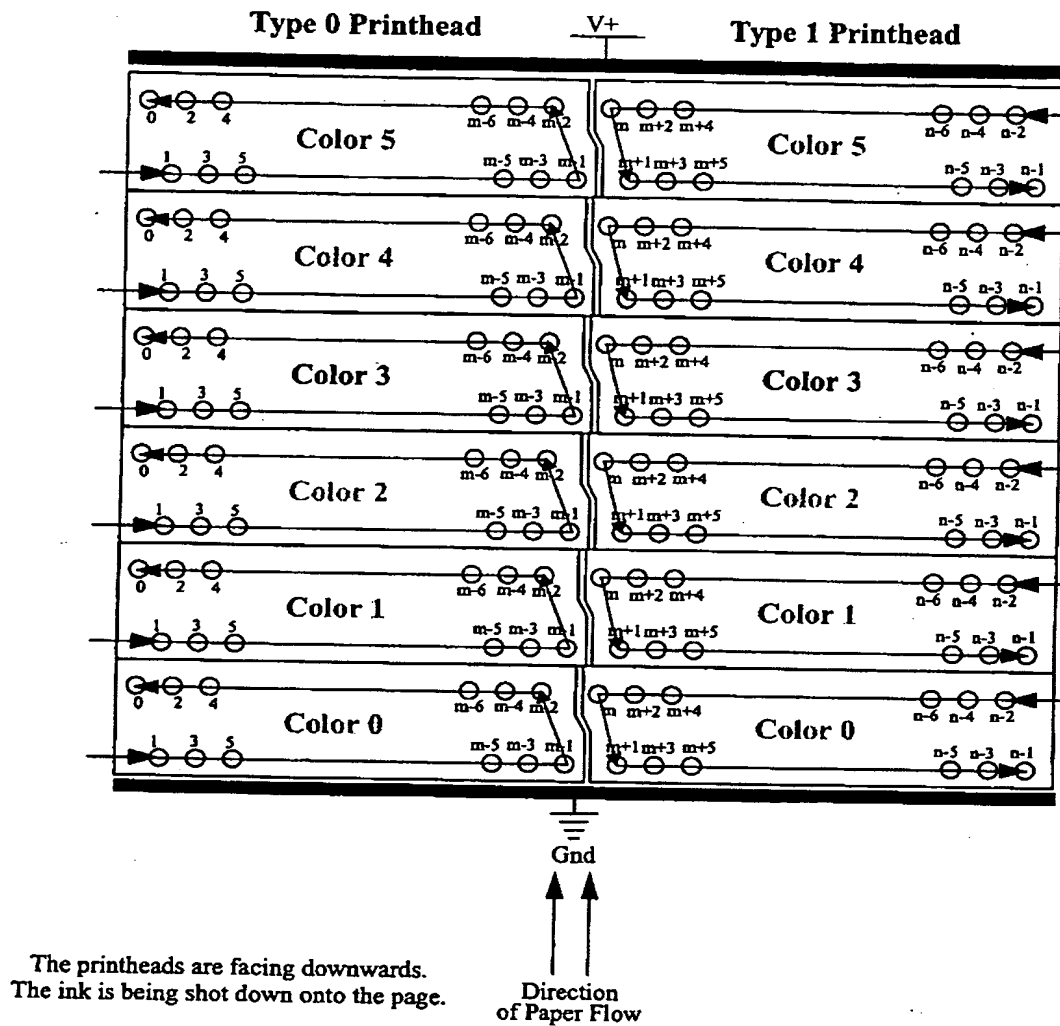 Type 0 Printhead V+ Type 1 Printhead
0 2 4 m-6 m-4 m-2 m m+2 m+4 n-6 n-4 n-2
Color 5 Color 5
1 3 5 m-5 m-3 m-1 m+1 m+3 m+5 n-5 n-3 n-1
0 2 4 m-6 m-4 m-2 m m+2 m+4 n-6 n-4 n-2
Color 4 Color 4
1 3 5 m-5 m-3 m-1 m+1 m+3 m+5 n-5 n-3 n-1
0 2 4 m-6 m-4 m-2 m m+2 m+4 n-6 n-4 n-2
Color 3 Color 3
1 3 5 m-5 m-3 m-1 m+1 m+3 m+5 n-5 n-3 n-1
0 2 4 m-6 m-4 m-2 m m+2 m+4 n-6 n-4 n-2
Color 2 Color 2
1 3 5 m-5 m-3 m-1 m+1 m+3 m+5 n-5 n-3 n-1
0 2 4 m-6 m-4 m-2 m m+2 m+4 n-6 n-4 n-2
Color 1 Color 1
1 3 5 m-5 m-3 m-1 m+1 m+3 m+5 n-5 n-3 n-1
0 2 4 m-6 m-4 m-2 m m+2 m+4 n-6 n-4 n-2
Color 0 Color 0
1 3 5 m-5 m-3 m-1 m+1 m+3 m+5 n-5 n-3 n-1
Gnd
The printheads are facing downwards.
The ink is being shot down onto the page.
Direction
of Paper Flow